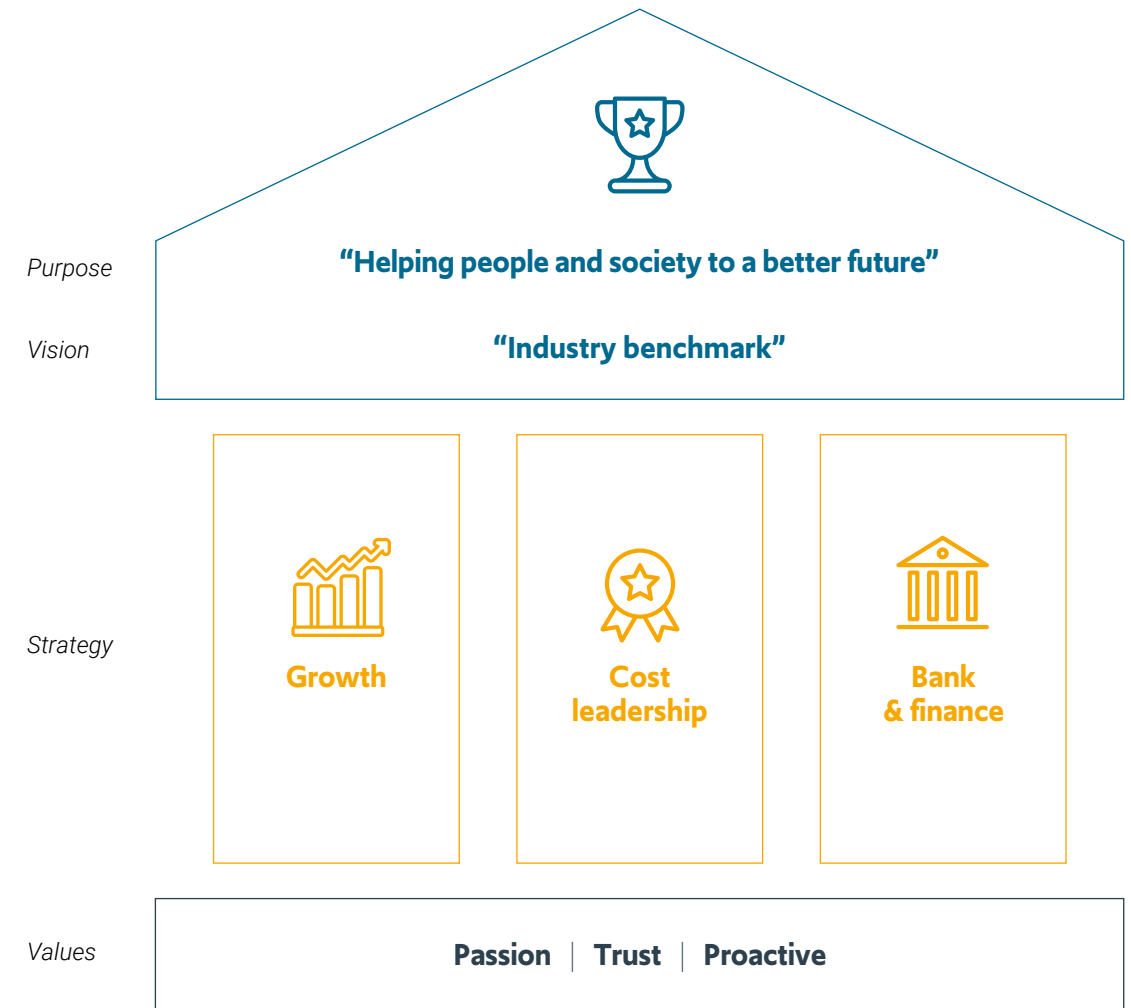 Purpose
“Helping people and society to a better future”
Vision
“Industry benchmark”
Strategy
Growth
Cost
leadership
Bank
& finance
Values
Passion | Trust | Proactive